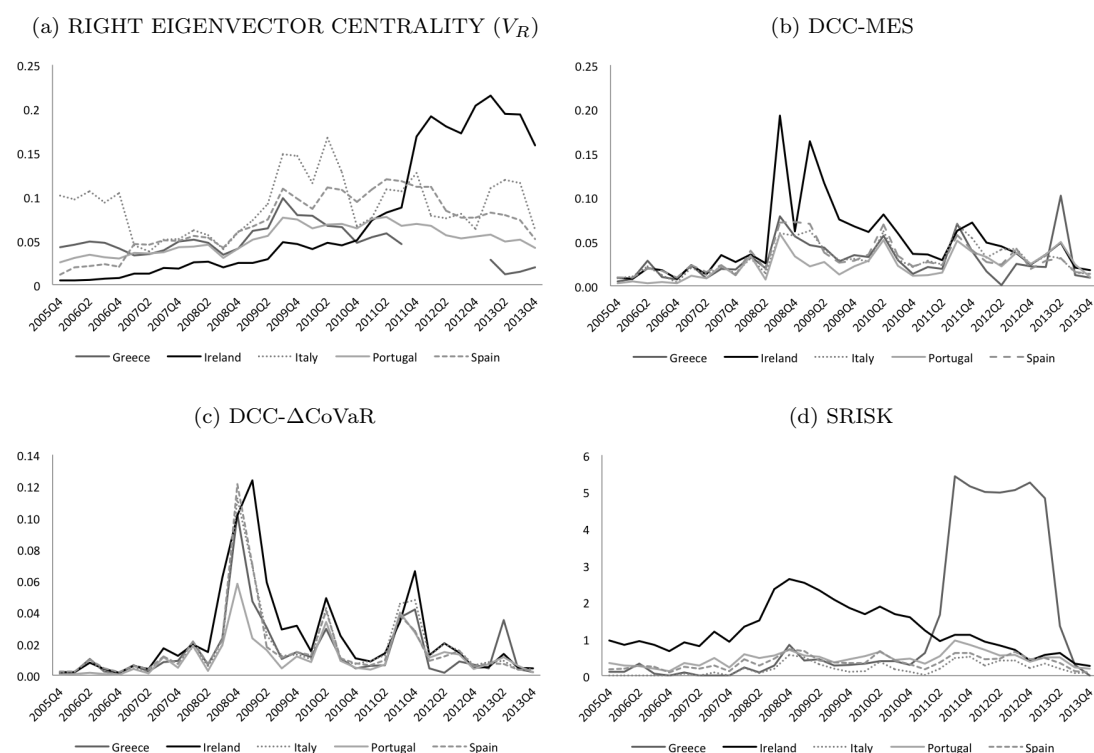 (a) RIGHT EIGENVECTOR CENTRALITY (V_R)
0.25
0.2
0.15
0.1
0.05
0
2005Q4 2006Q2 2006Q4 2007Q2 2007Q4 2008Q2 2008Q4 2009Q2 2009Q4 2010Q2 2010Q4 2011Q2 2011Q4 2012Q2 2012Q4 2013Q2 2013Q4
Greece Ireland Italy Portugal Spain
(b) DCC-MES
0.25
0.20
0.15
0.10
0.05
0.00
2005Q4 2006Q2 2006Q4 2007Q2 2007Q4 2008Q2 2008Q4 2009Q2 2009Q4 2010Q2 2010Q4 2011Q2 2011Q4 2012Q2 2012Q4 2013Q2 2013Q4
Greece Ireland Italy Portugal Spain
(c) DCC-ΔCoVaR
0.14
0.12
0.10
0.08
0.06
0.04
0.02
0.00
2005Q4 2006Q2 2006Q4 2007Q2 2007Q4 2008Q2 2008Q4 2009Q2 2009Q4 2010Q2 2010Q4 2011Q2 2011Q4 2012Q2 2012Q4 2013Q2 2013Q4
Greece Ireland Italy Portugal Spain
(d) SRISK
6
5
4
3
2
1
0
2005Q4 2006Q2 2006Q4 2007Q2 2007Q4 2008Q2 2008Q4 2009Q2 2009Q4 2010Q2 2010Q4 2011Q2 2011Q4 2012Q2 2012Q4 2013Q2 2013Q4
Greece Ireland Italy Portugal Spain